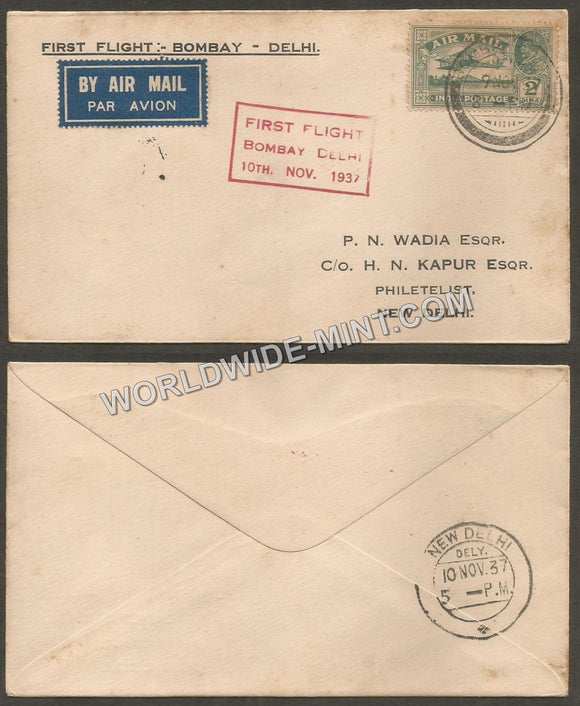 FIRST FLIGHT:- BOMBAY - DELHI.
BY AIR MAIL
PAR AVION
AIR MAIL
INDIA POSTAGE
2
FIRST FLIGHT
BOMBAY DELHI
10TH. NOV. 1937
P. N. WADIA ESQR.
C/O. H. N. KAPUR ESQR.
PHILETELIST,
NEW DELHI.
WORLDWIDE-MINT.COM
NEW DELHI
DELY.
10 NOV. 37
5 — P.M.